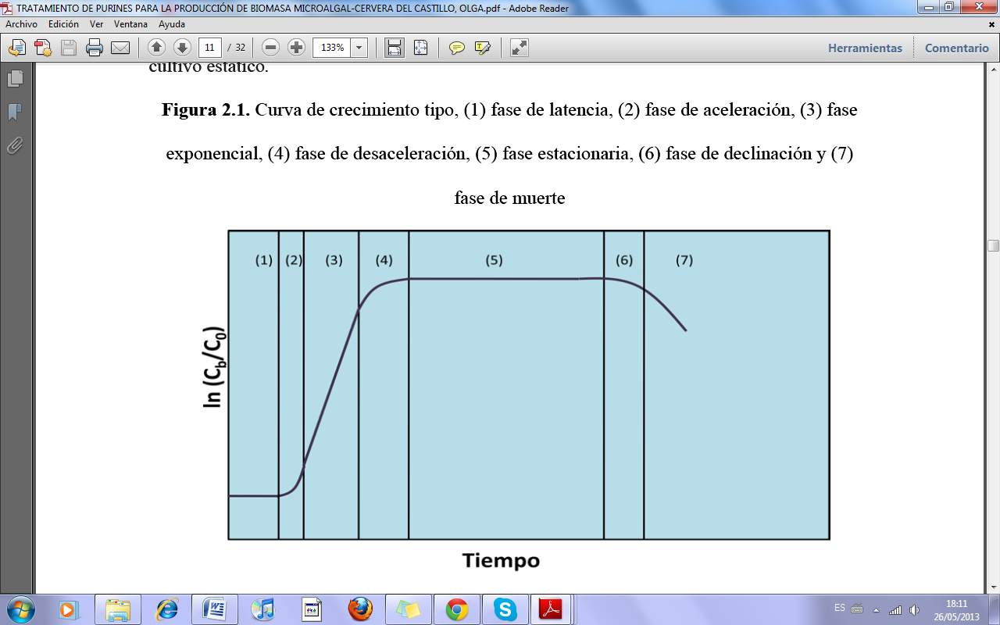 TRATAMIENTO DE PURINES PARA LA PRODUCCIÓN DE BIOMASA MICROALGAL-CERVERA DEL CASTILLO, OLGA.pdf - Adobe Reader
Archivo Edición Ver Ventana Ayuda
11 / 32 133% Herramientas Comentario
cultivo estático.
Figura 2.1. Curva de crecimiento tipo, (1) fase de latencia, (2) fase de aceleración, (3) fase
exponencial, (4) fase de desaceleración, (5) fase estacionaria, (6) fase de declinación y (7)
fase de muerte
(1) (2) (3) (4) (5) (6) (7)
ln (Cb/C0)
Tiempo
ES 18:11
26/05/2013